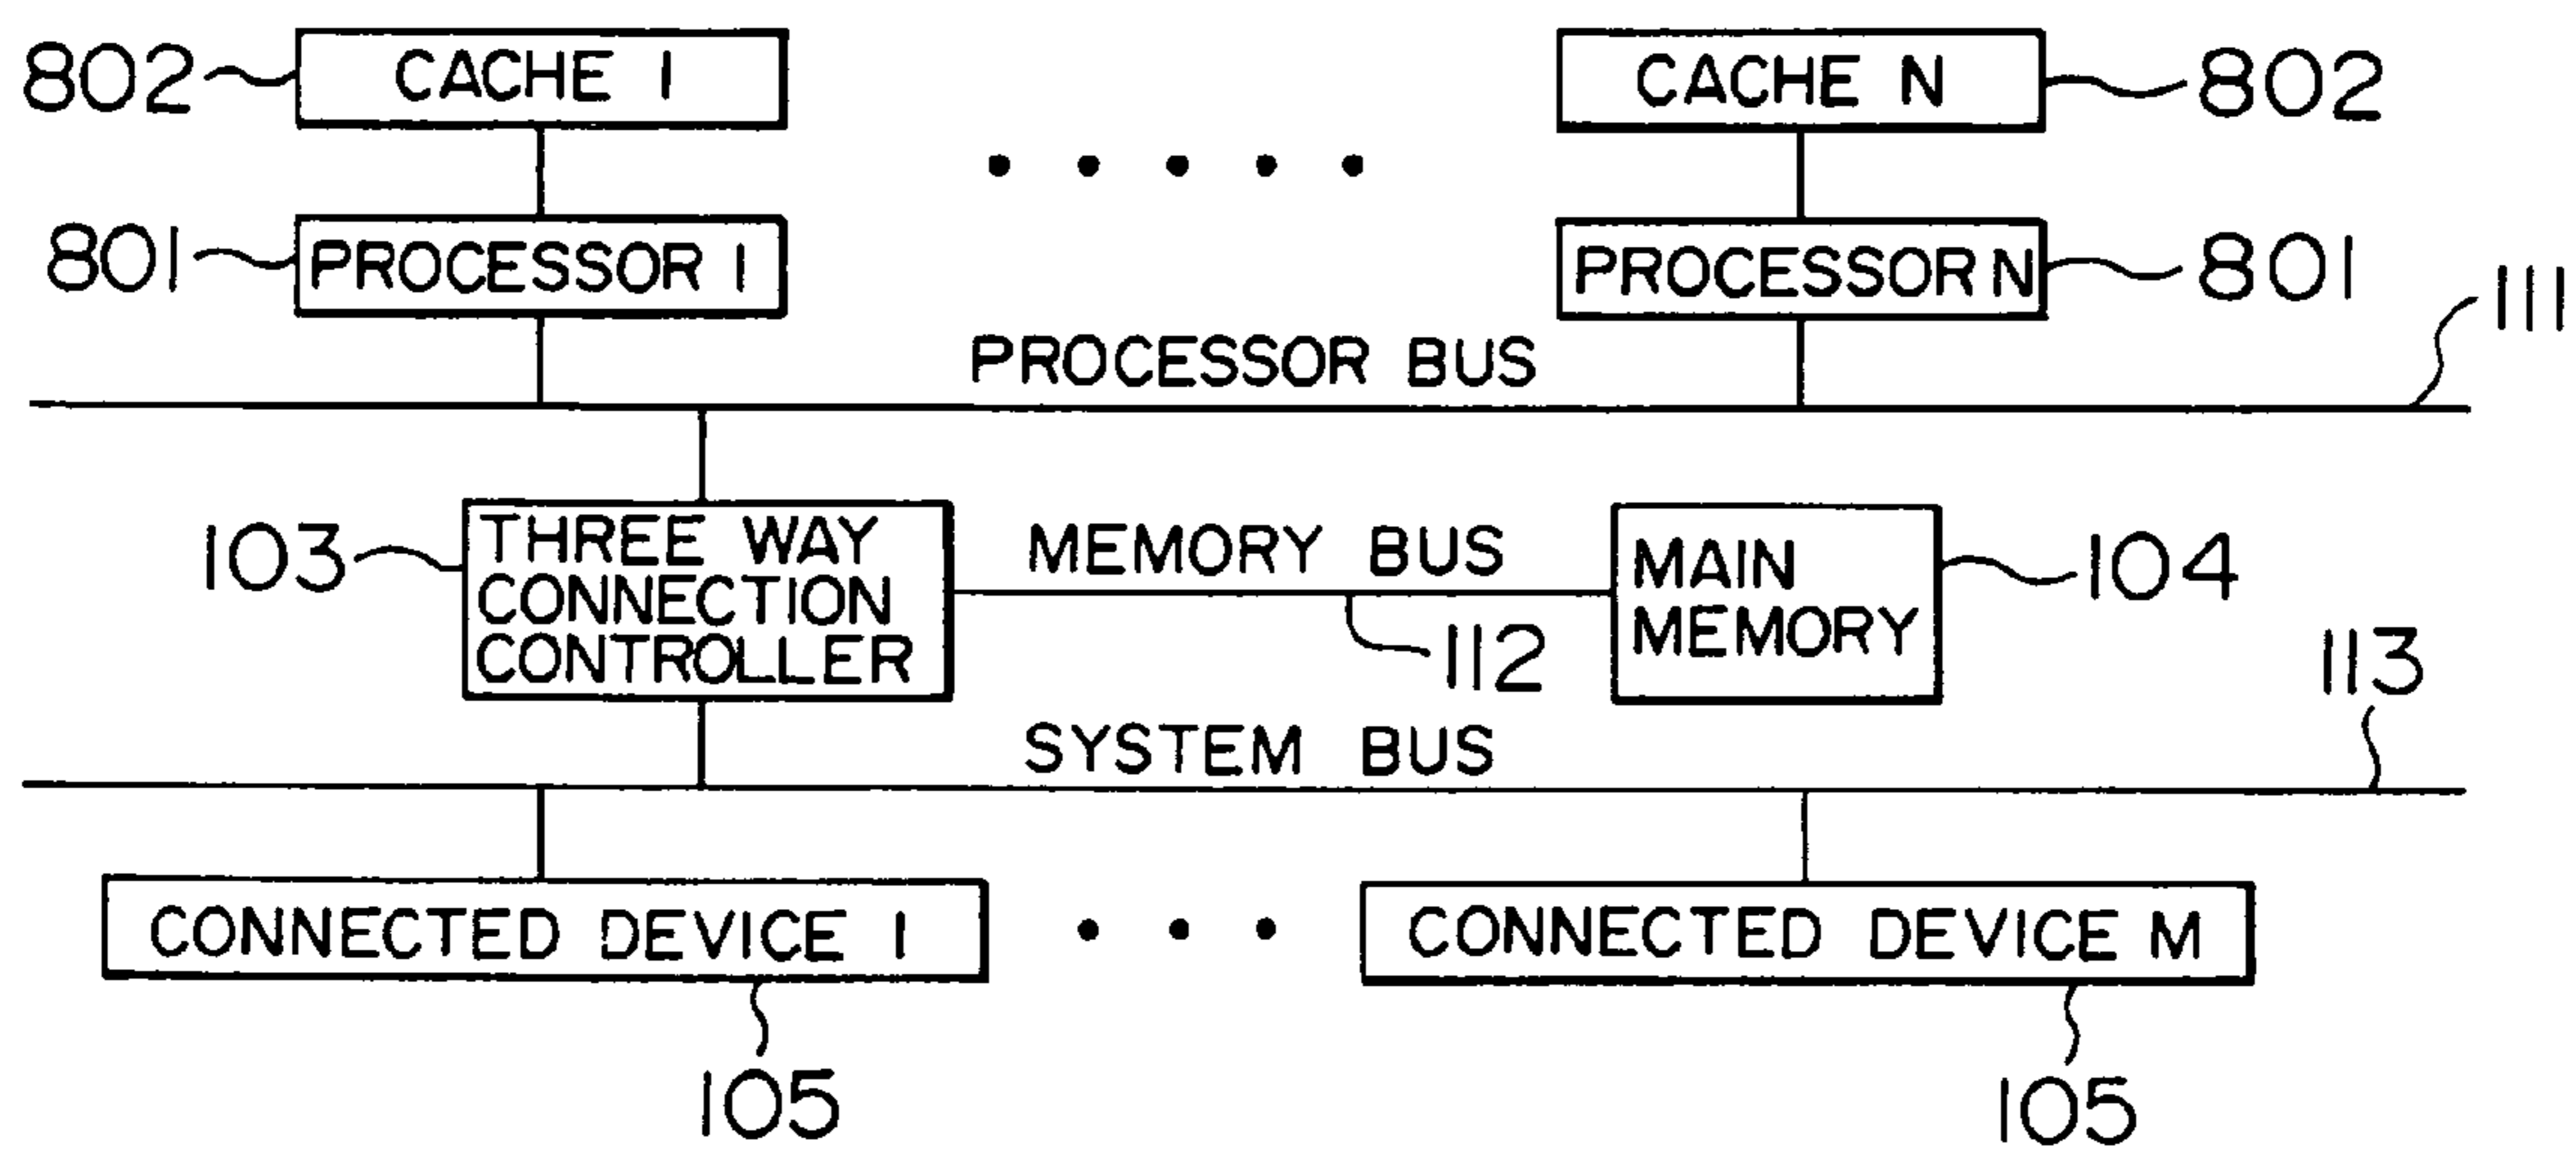 802
CACHE 1
CACHE N
802
801
PROCESSOR 1
PROCESSOR N
801
111
PROCESSOR BUS
103
THREE WAY
CONNECTION
CONTROLLER
MEMORY BUS
112
MAIN
MEMORY
104
113
SYSTEM BUS
CONNECTED DEVICE 1
CONNECTED DEVICE M
105
105